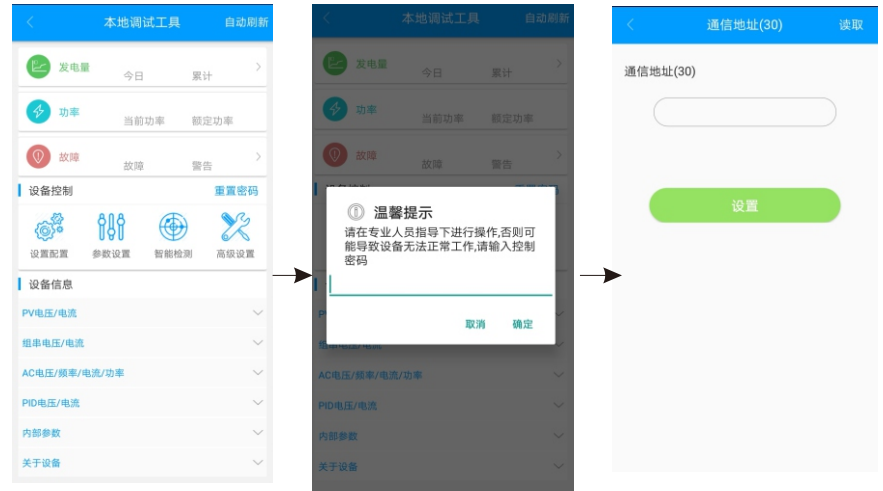 本地调试工具 自动刷新
发电量 今日 累计
功率 当前功率 额定功率
故障 故障 警告
设备控制 重置密码
设置配置 参数设置 智能检测 高级设置
设备信息
PV电压/电流
组串电压/电流
AC电压/频率/电流/功率
PID电压/电流
内部参数
关于设备
本地调试工具 自动刷新
发电量 今日 累计
功率 当前功率 额定功率
故障 故障 警告
温馨提示
请在专业人员指导下进行操作,否则可
能导致设备无法正常工作,请输入控制
密码
取消 确定
组串电压/电流
AC电压/频率/电流/功率
PID电压/电流
内部参数
关于设备
通信地址(30) 读取
通信地址(30)
设置